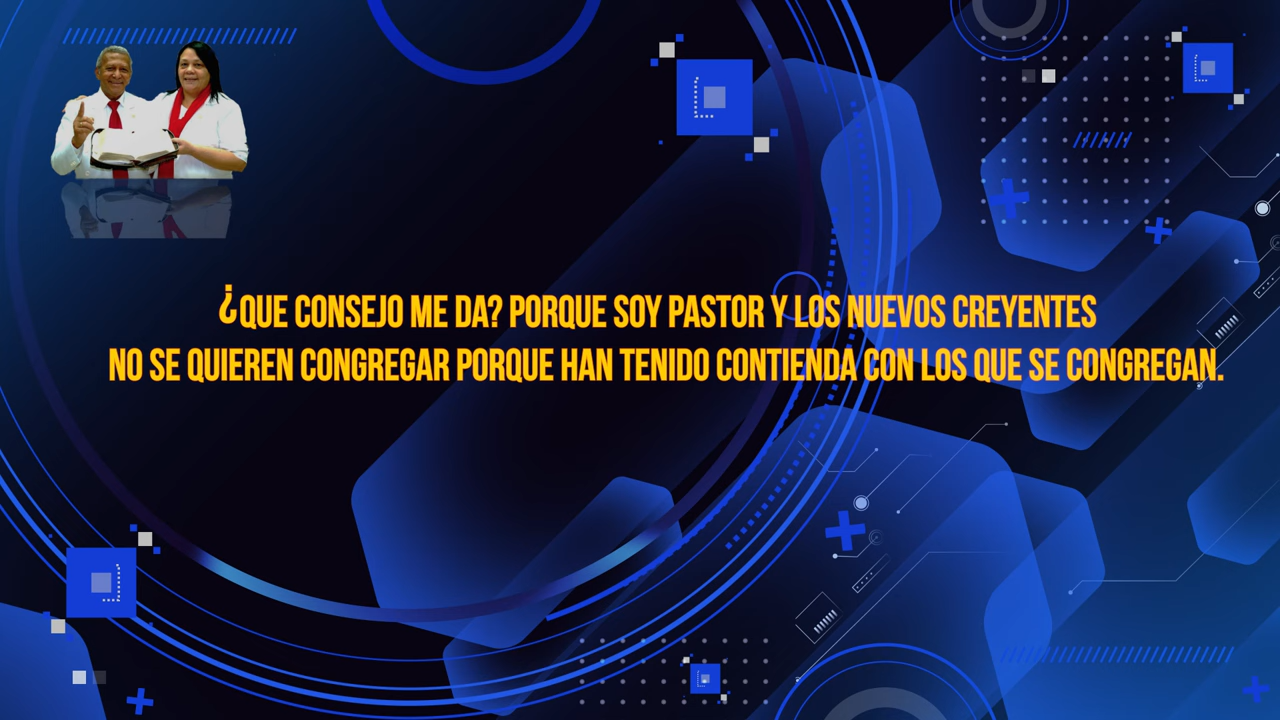 ¿QUE CONSEJO ME DA? PORQUE SOY PASTOR Y LOS NUEVOS CREYENTES
NO SE QUIEREN CONGREGAR PORQUE HAN TENIDO CONTIENDA CON LOS QUE SE CONGREGAN.